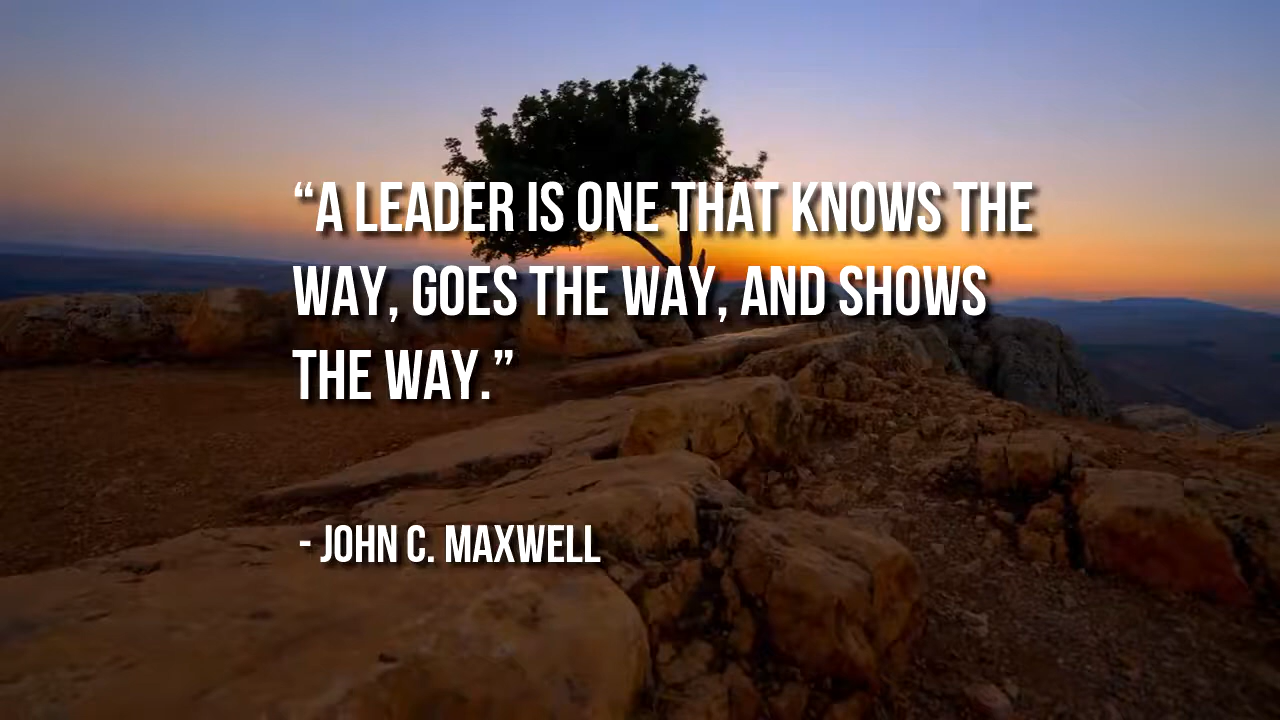 “A LEADER IS ONE THAT KNOWS THE
WAY, GOES THE WAY, AND SHOWS
THE WAY.”
- JOHN C. MAXWELL